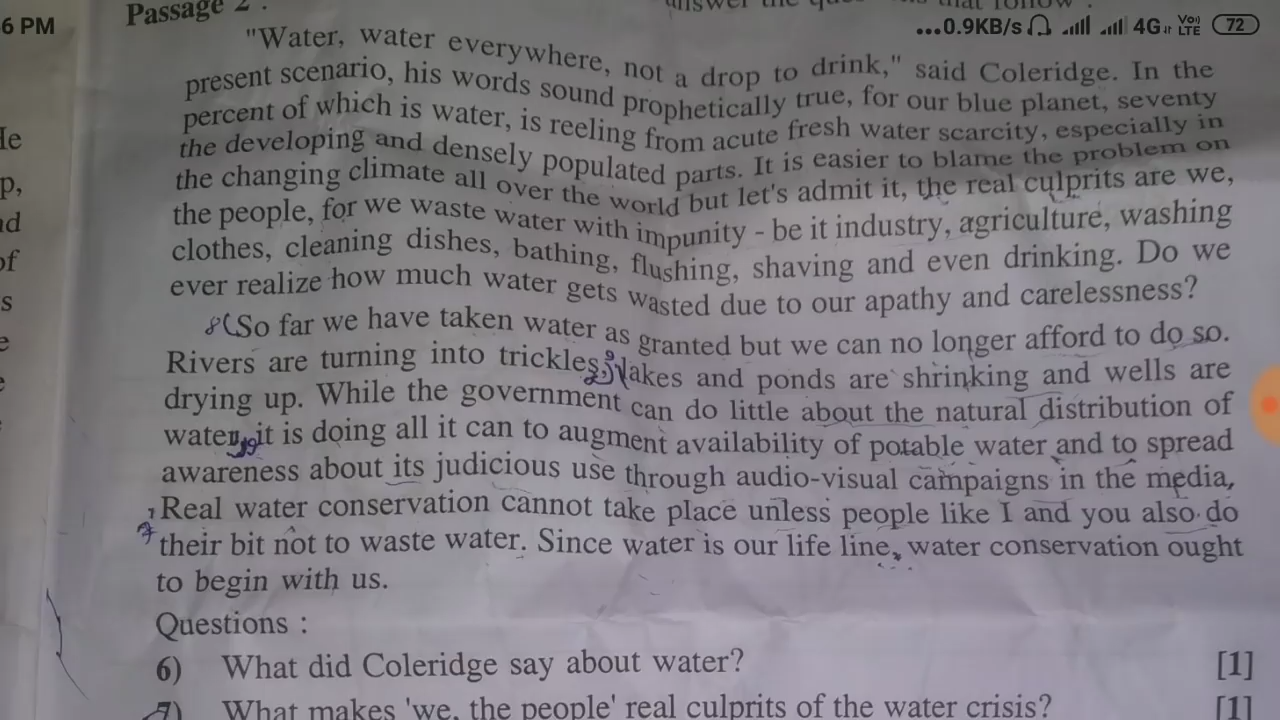 6 PM
...0.9KB/s 4G Vo)) LTE 72
Passage 2 :
answer the that follow :
"Water, water everywhere, not a drop to drink," said Coleridge. In the
present scenario, his words sound prophetically true, for our blue planet, seventy
percent of which is water, is reeling from acute fresh water scarcity, especially in
the developing and densely populated parts. It is easier to blame the problem on
the changing climate all over the world but let's admit it, the real culprits are we,
the people, for we waste water with impunity - be it industry, agriculture, washing
clothes, cleaning dishes, bathing, flushing, shaving and even drinking. Do we
ever realize how much water gets wasted due to our apathy and carelessness?
8(So far we have taken water as granted but we can no longer afford to do so.
Rivers are turning into trickles, lakes and ponds are shrinking and wells are
drying up. While the government can do little about the natural distribution of
water, it is doing all it can to augment availability of potable water and to spread
awareness about its judicious use through audio-visual campaigns in the media,
Real water conservation cannot take place unless people like I and you also do
their bit not to waste water. Since water is our life line, water conservation ought
to begin with us.
Questions :
6) What did Coleridge say about water? [1]
7) What makes 'we, the people' real culprits of the water crisis? [1]